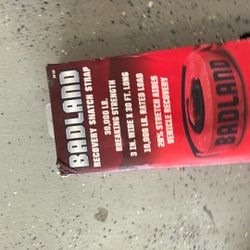 BADLAND
RECOVERY SNATCH STRAP
30,000 LB.
BREAKING STRENGTH
3 IN. WIDE X 30 FT. LONG
10,000 LB. RATED LOAD
20% STRETCH AIDES
VEHICLE RECOVERY
BADLAND